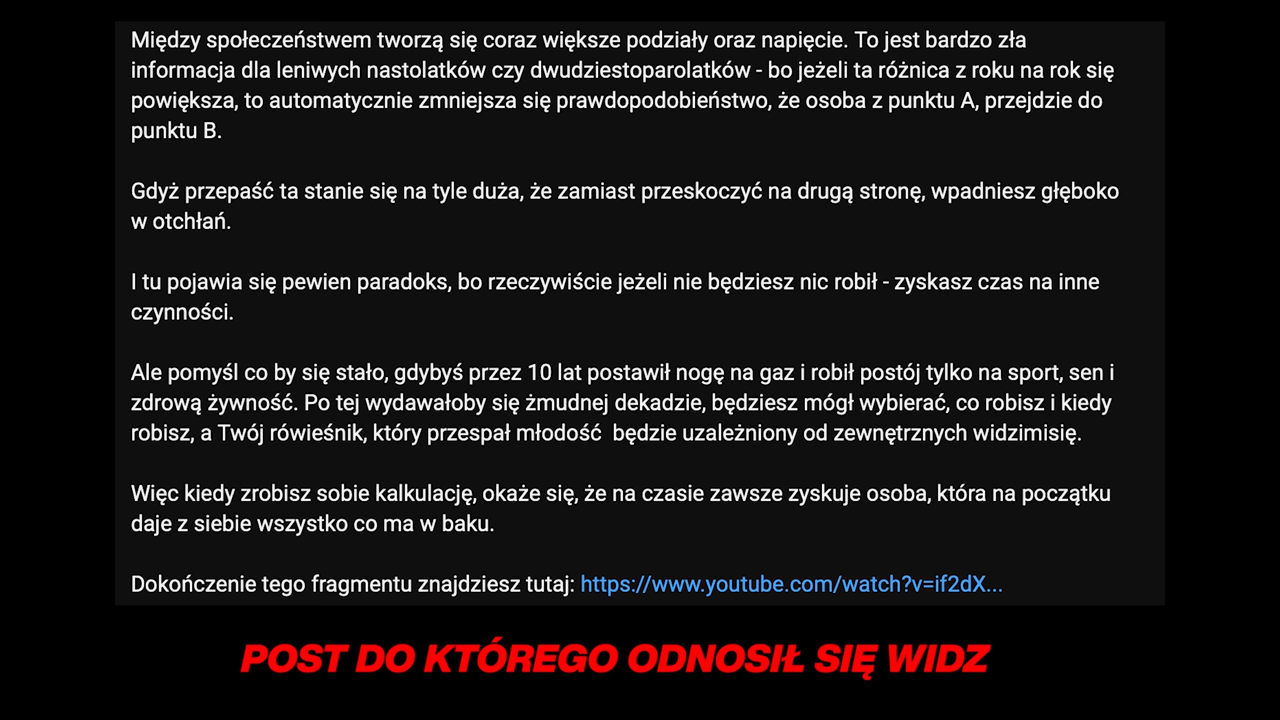 Między społeczeństwem tworzą się coraz większe podziały oraz napięcie. To jest bardzo zła
informacja dla leniwych nastolatków czy dwudziestoparolatków - bo jeżeli ta różnica z roku na rok się
powiększa, to automatycznie zmniejsza się prawdopodobieństwo, że osoba z punktu A, przejdzie do
punktu B.
Gdyż przepaść ta stanie się na tyle duża, że zamiast przeskoczyć na drugą stronę, wpadniesz głęboko
w otchłań.
I tu pojawia się pewien paradoks, bo rzeczywiście jeżeli nie będziesz nic robił - zyskasz czas na inne
czynności.
Ale pomyśl co by się stało, gdybyś przez 10 lat postawił nogę na gaz i robił postój tylko na sport, sen i
zdrową żywność. Po tej wydawałoby się żmudnej dekadzie, będziesz mógł wybierać, co robisz i kiedy
robisz, a Twój rówieśnik, który przespał młodość będzie uzależniony od zewnętrznych widzimisię.
Więc kiedy zrobisz sobie kalkulację, okaże się, że na czasie zawsze zyskuje osoba, która na początku
daje z siebie wszystko co ma w baku.
Dokończenie tego fragmentu znajdziesz tutaj: https://www.youtube.com/watch?v=if2dX...
POST DO KTÓREGO ODNOSIŁ SIĘ WIDZ